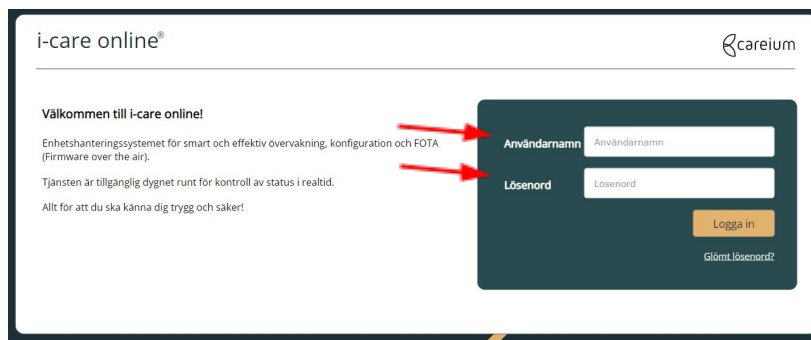 i-care online®
careium
Välkommen till i-care online!
Enhetshanteringssystemet för smart och effektiv övervakning, konfiguration och FOTA
(Firmware over the air).
Tjänsten är tillgänglig dygnet runt för kontroll av status i realtid.
Allt för att du ska känna dig trygg och säker!
Användarnamn Användarnamn
Lösenord Lösenord
Logga in
Glömt lösenord?